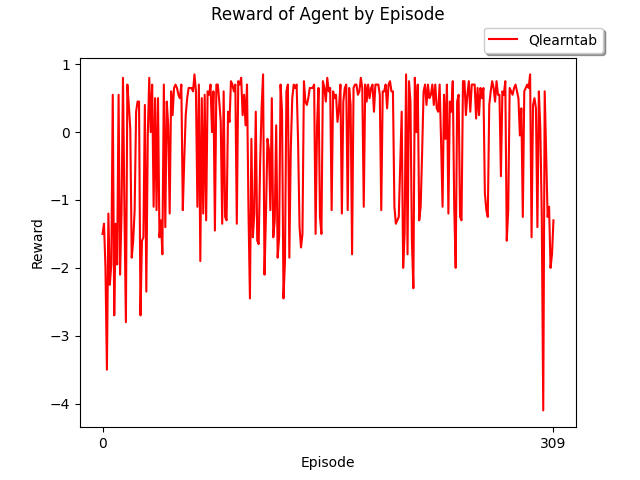 Reward of Agent by Episode
Qlearntab
1
0
−1
−2
−3
−4
Reward
0
309
Episode